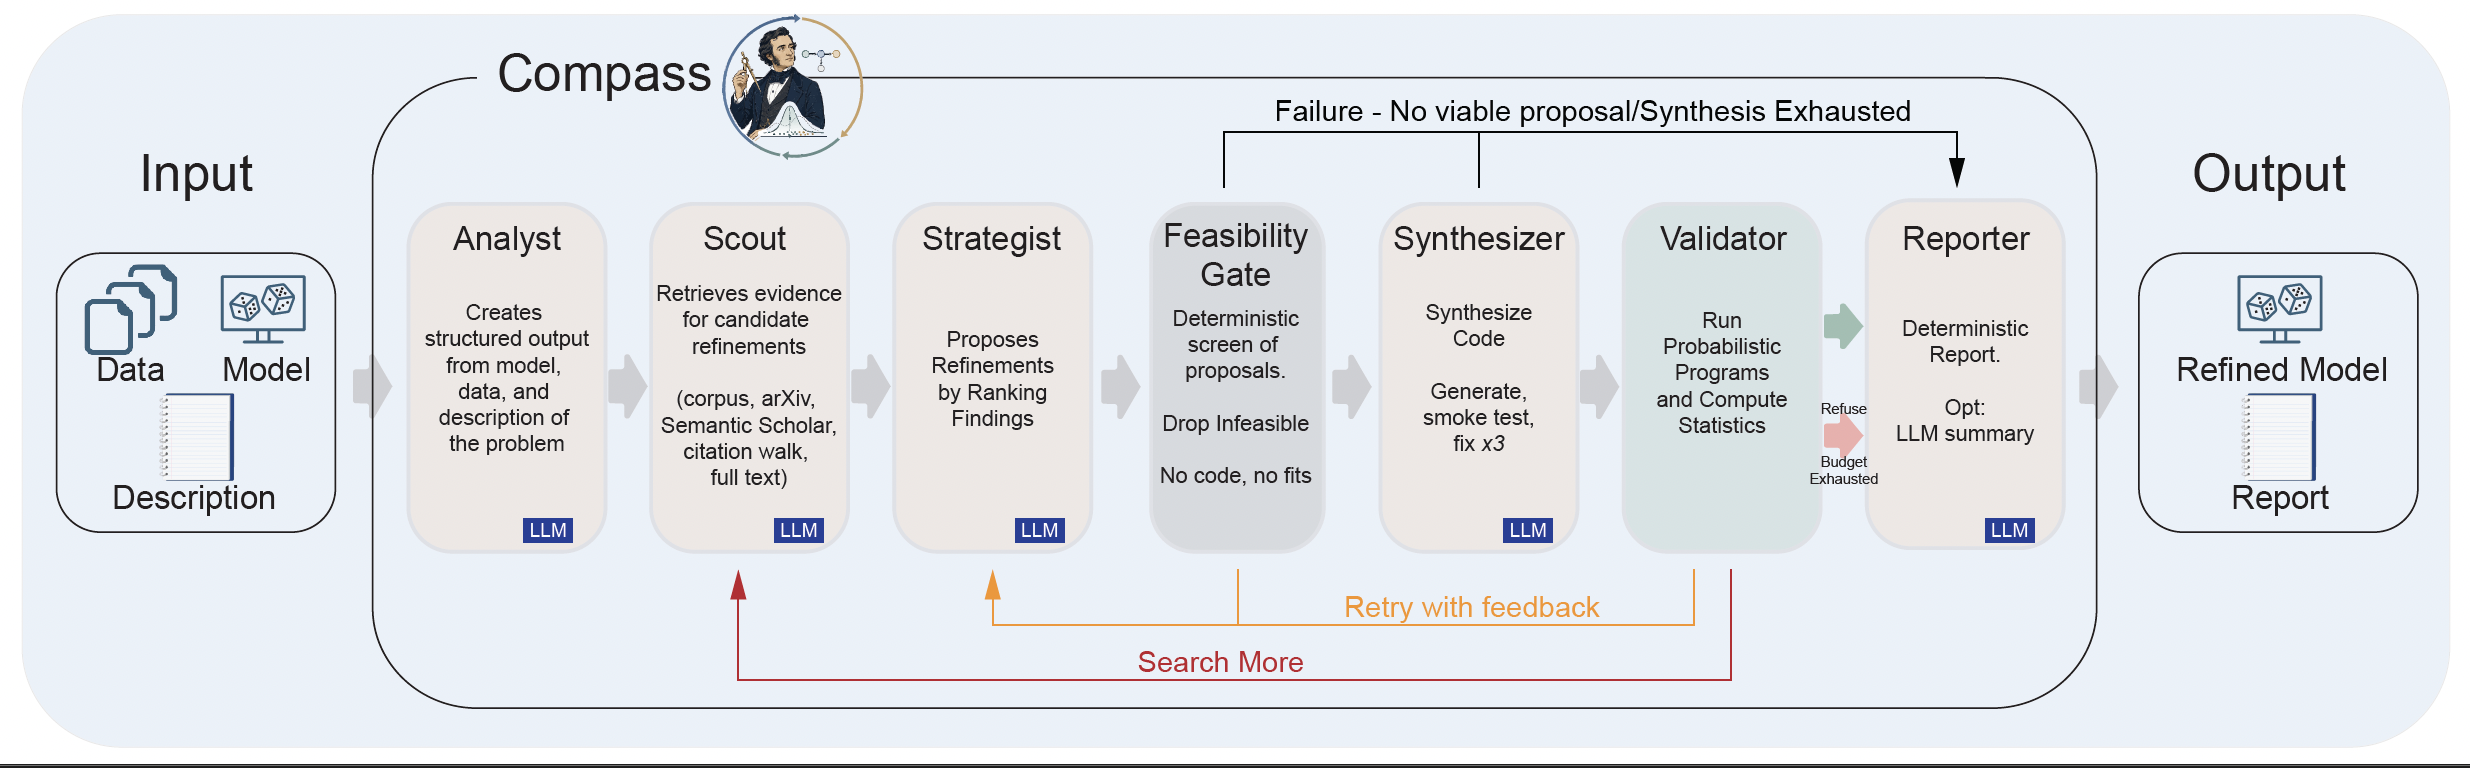 Compass
Failure - No viable proposal/Synthesis Exhausted
Input
Data
Model
Description
Analyst
Creates
structured output
from model,
data, and
description of
the problem
LLM
Scout
Retrieves evidence
for candidate
refinements
(corpus, arXiv,
Semantic Scholar,
citation walk,
full text)
LLM
Strategist
Proposes
Refinements
by Ranking
Findings
LLM
Feasibility
Gate
Deterministic
screen of
proposals.
Drop Infeasible
No code, no fits
Synthesizer
Synthesize
Code
Generate,
smoke test,
fix x3
LLM
Validator
Run
Probabilistic
Programs
and Compute
Statistics
Refuse
Budget
Exhausted
Reporter
Deterministic
Report.
Opt:
LLM summary
LLM
Output
Refined Model
Report
Retry with feedback
Search More